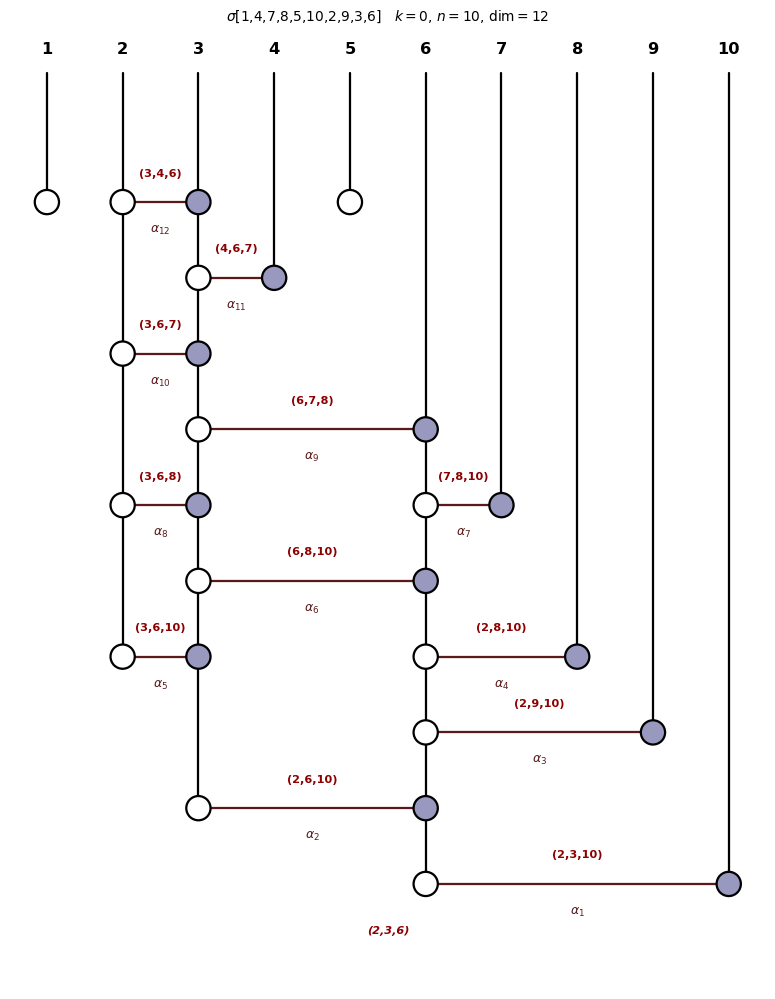 σ[1,4,7,8,5,10,2,9,3,6]   k = 0, n = 10, dim = 12
1 2 3 4 5 6 7 8 9 10
(3,4,6)
α₁₂
(4,6,7)
α₁₁
(3,6,7)
α₁₀
(6,7,8)
α₉
(3,6,8) (7,8,10)
α₈ α₇
(6,8,10)
α₆
(3,6,10) (2,8,10)
α₅ α₄
(2,9,10)
α₃
(2,6,10)
α₂
(2,3,10)
α₁
(2,3,6)